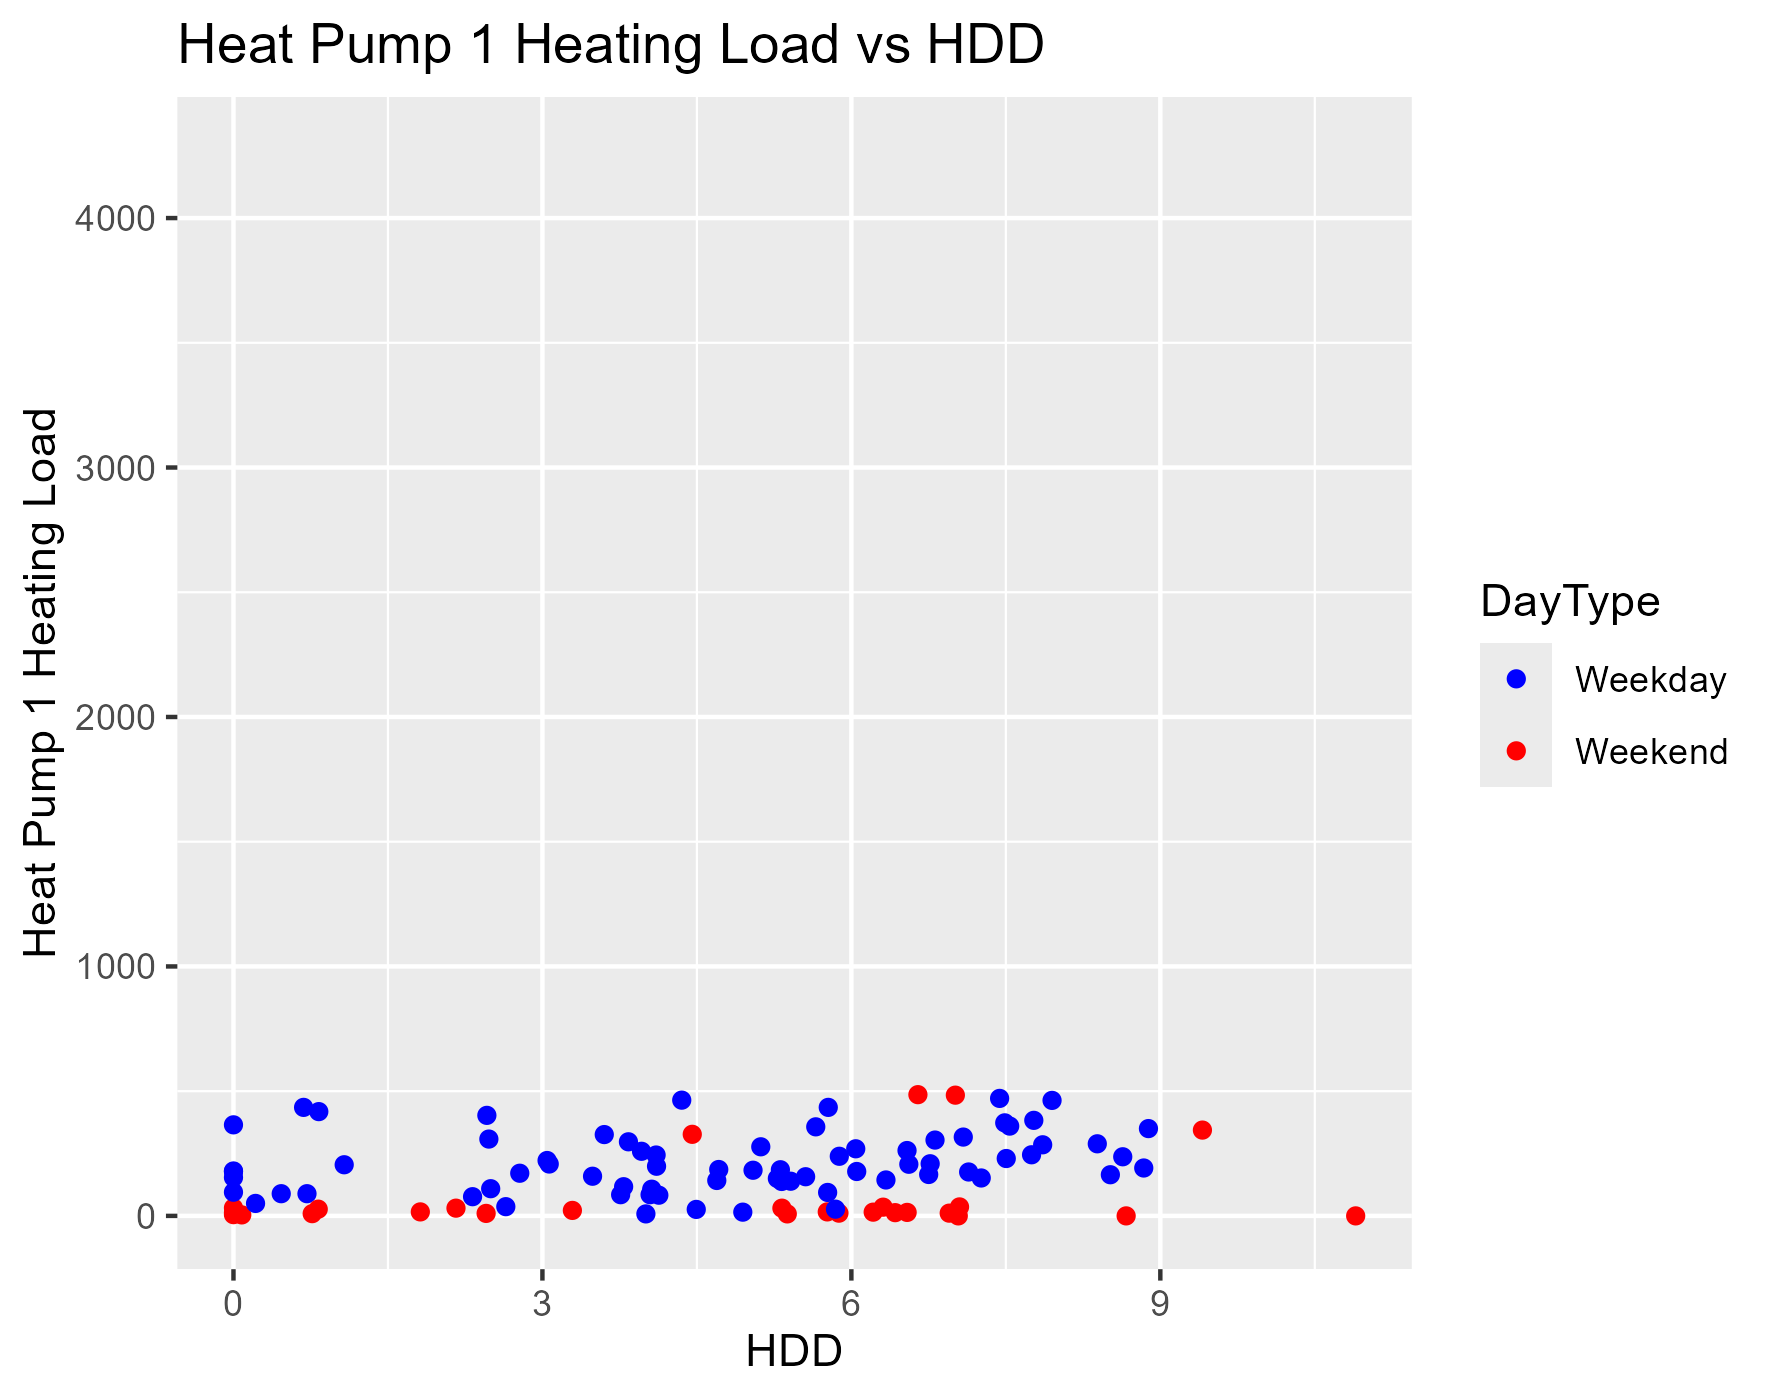 Heat Pump 1 Heating Load vs HDD
Heat Pump 1 Heating Load
4000
3000
2000
1000
0
0 3 6 9
HDD
DayType
Weekday
Weekend